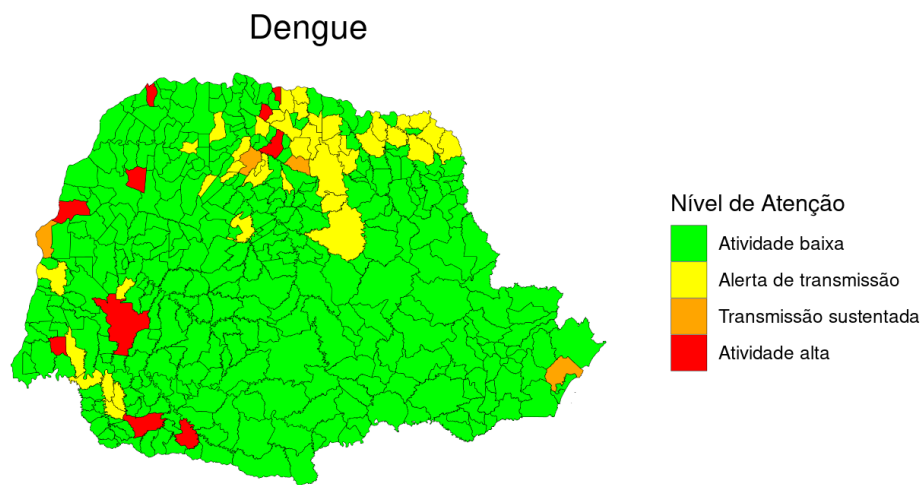 Dengue
Nível de Atenção
Atividade baixa
Alerta de transmissão
Transmissão sustentada
Atividade alta